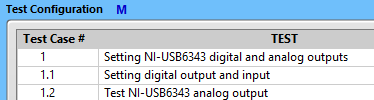 Test Configuration M
Test Case # TEST
1 Setting NI-USB6343 digital and analog outputs
1.1 Setting digital output and input
1.2 Test NI-USB6343 analog output